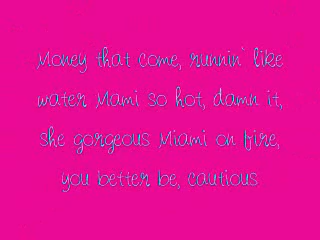 Money that come, runnin' like
water Mami so hot, damn it,
she gorgeous Miami on fire,
you better be, cautious